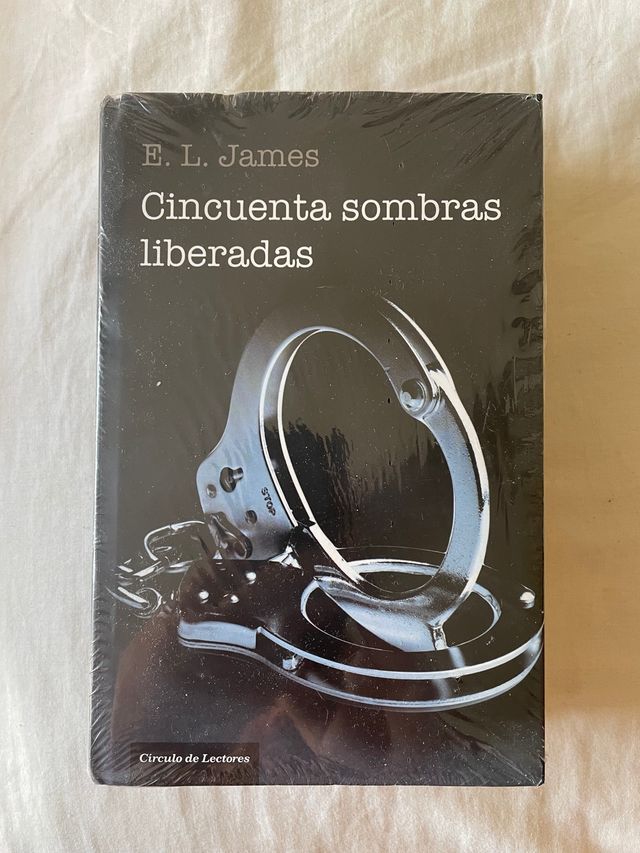 E. L. James
Cincuenta sombras
liberadas
STOP
Círculo de Lectores